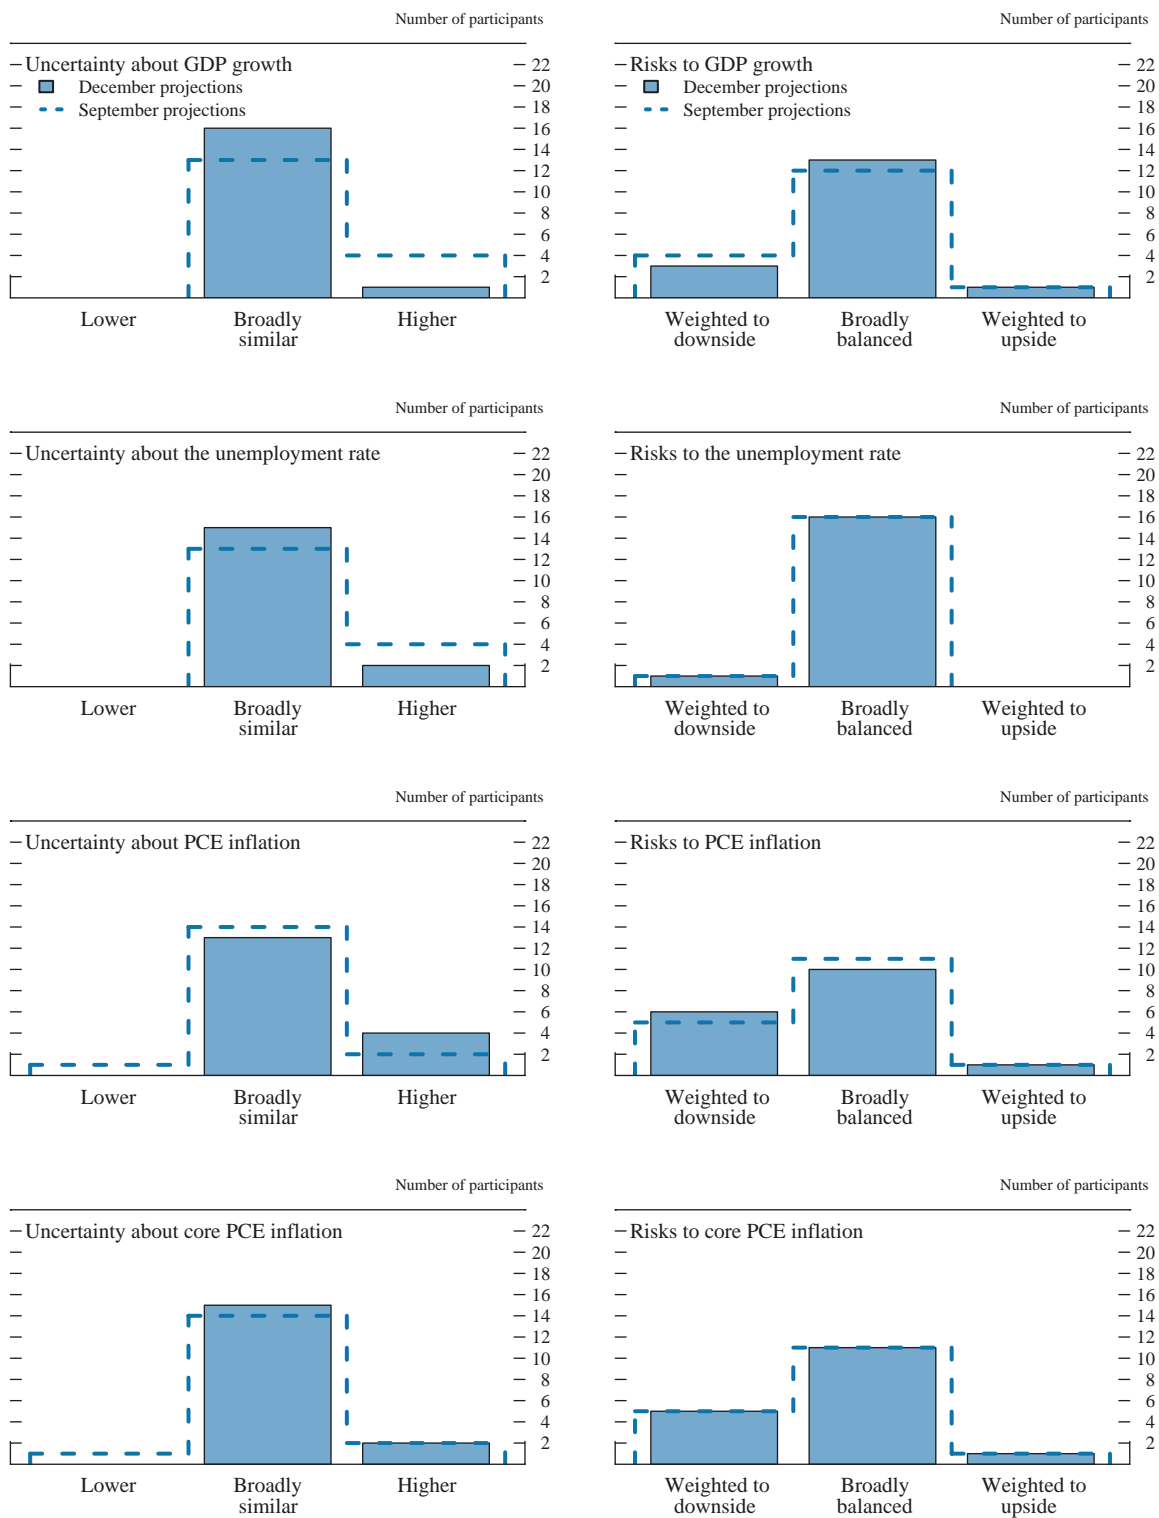 Number of participants
Uncertainty about GDP growth
December projections
September projections
22
20
18
16
14
12
10
8
6
4
2
Lower
Broadly
similar
Higher
Number of participants
Risks to GDP growth
December projections
September projections
22
20
18
16
14
12
10
8
6
4
2
Weighted to
downside
Broadly
balanced
Weighted to
upside
Number of participants
Uncertainty about the unemployment rate
22
20
18
16
14
12
10
8
6
4
2
Lower
Broadly
similar
Higher
Number of participants
Risks to the unemployment rate
22
20
18
16
14
12
10
8
6
4
2
Weighted to
downside
Broadly
balanced
Weighted to
upside
Number of participants
Uncertainty about PCE inflation
22
20
18
16
14
12
10
8
6
4
2
Lower
Broadly
similar
Higher
Number of participants
Risks to PCE inflation
22
20
18
16
14
12
10
8
6
4
2
Weighted to
downside
Broadly
balanced
Weighted to
upside
Number of participants
Uncertainty about core PCE inflation
22
20
18
16
14
12
10
8
6
4
2
Lower
Broadly
similar
Higher
Number of participants
Risks to core PCE inflation
22
20
18
16
14
12
10
8
6
4
2
Weighted to
downside
Broadly
balanced
Weighted to
upside